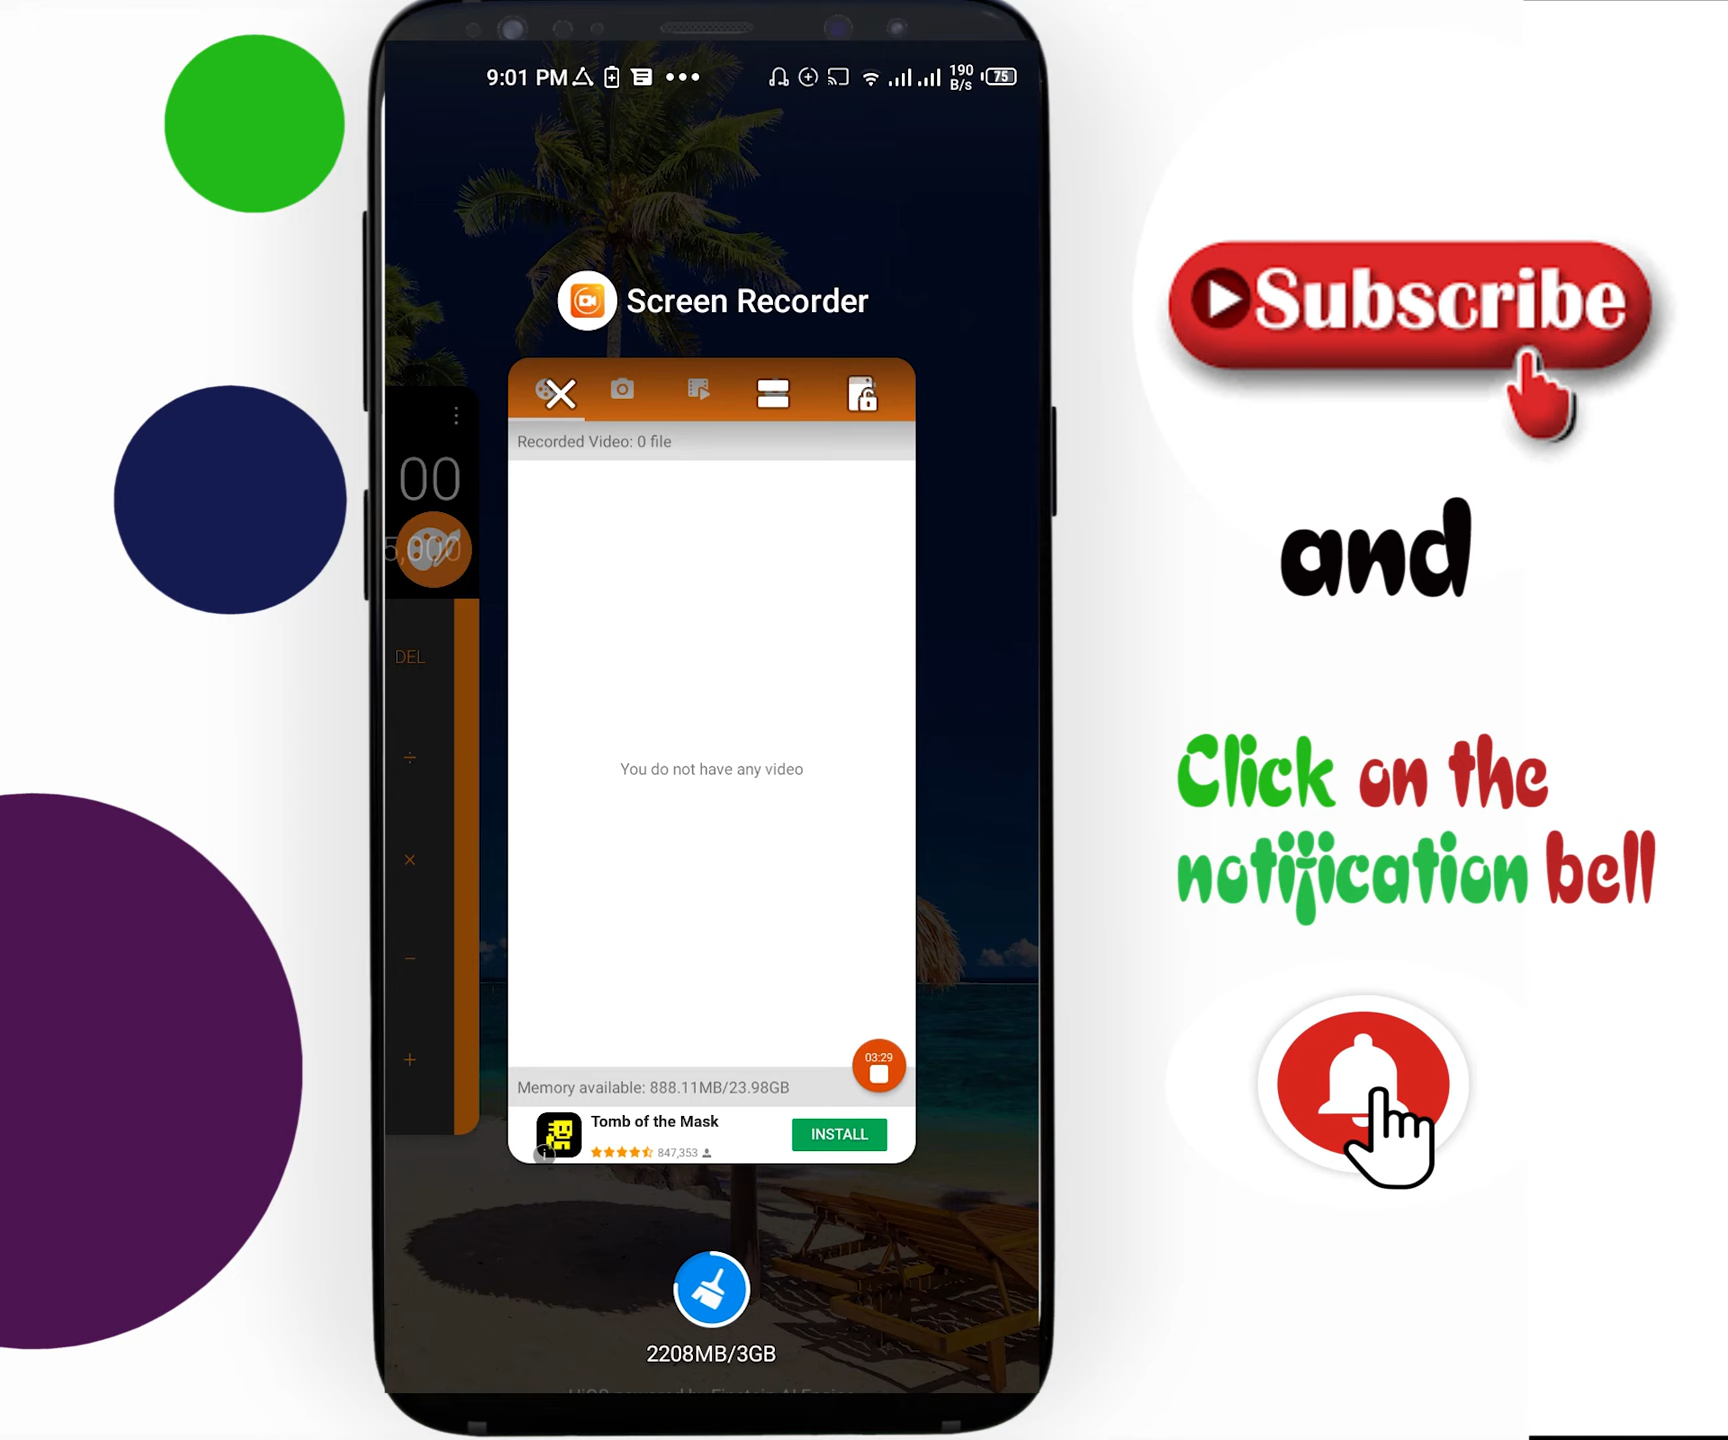 9:01 PM
190
B/s
75
Screen Recorder
Recorded Video: 0 file
00
5,000
DEL
÷
×
−
+
You do not have any video
03:29
Memory available: 888.11MB/23.98GB
Tomb of the Mask
847,353
INSTALL
2208MB/3GB
Subscribe
and
Click on the
notification bell